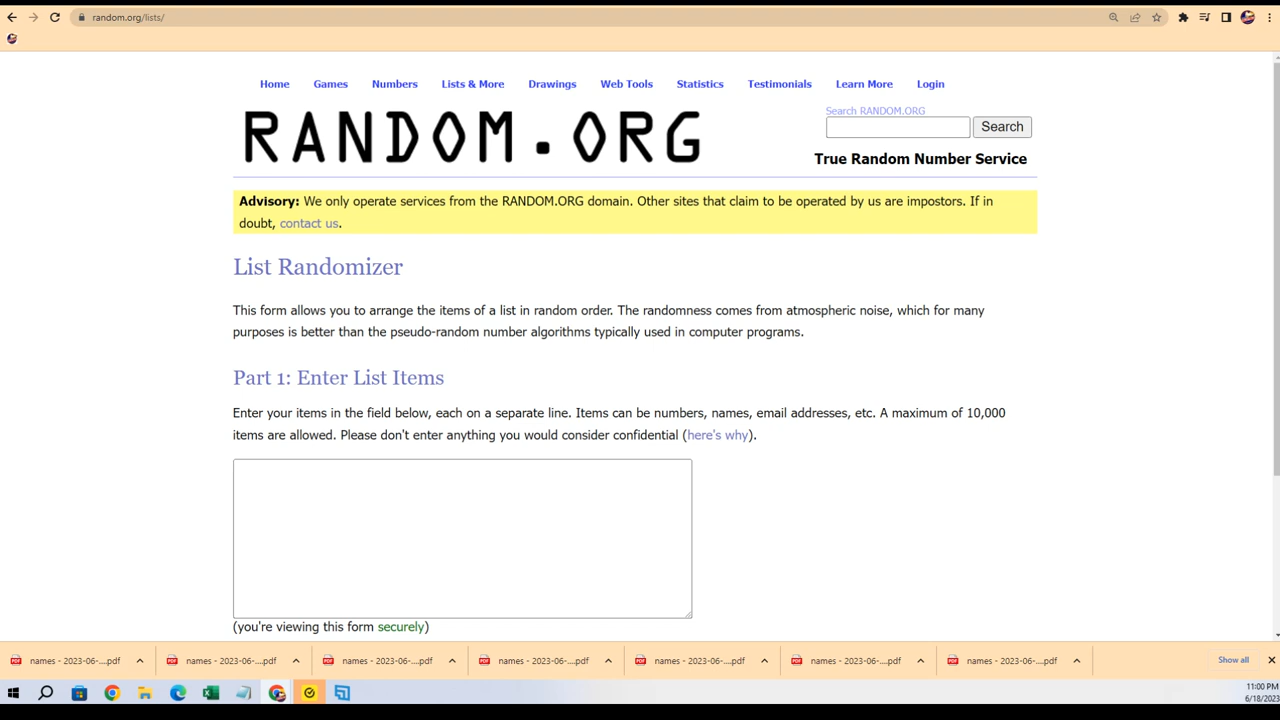 random.org/lists/
Home Games Numbers Lists & More Drawings Web Tools Statistics Testimonials Learn More Login
RANDOM.ORG
Search RANDOM.ORG
Search
True Random Number Service
Advisory: We only operate services from the RANDOM.ORG domain. Other sites that claim to be operated by us are impostors. If in
doubt, contact us.
List Randomizer
This form allows you to arrange the items of a list in random order. The randomness comes from atmospheric noise, which for many
purposes is better than the pseudo-random number algorithms typically used in computer programs.
Part 1: Enter List Items
Enter your items in the field below, each on a separate line. Items can be numbers, names, email addresses, etc. A maximum of 10,000
items are allowed. Please don't enter anything you would consider confidential (here's why).
(you're viewing this form securely)
names - 2023-06-....pdf names - 2023-06-....pdf names - 2023-06-....pdf names - 2023-06-....pdf names - 2023-06-....pdf names - 2023-06-....pdf names - 2023-06-....pdf Show all
11:00 PM
6/18/2023